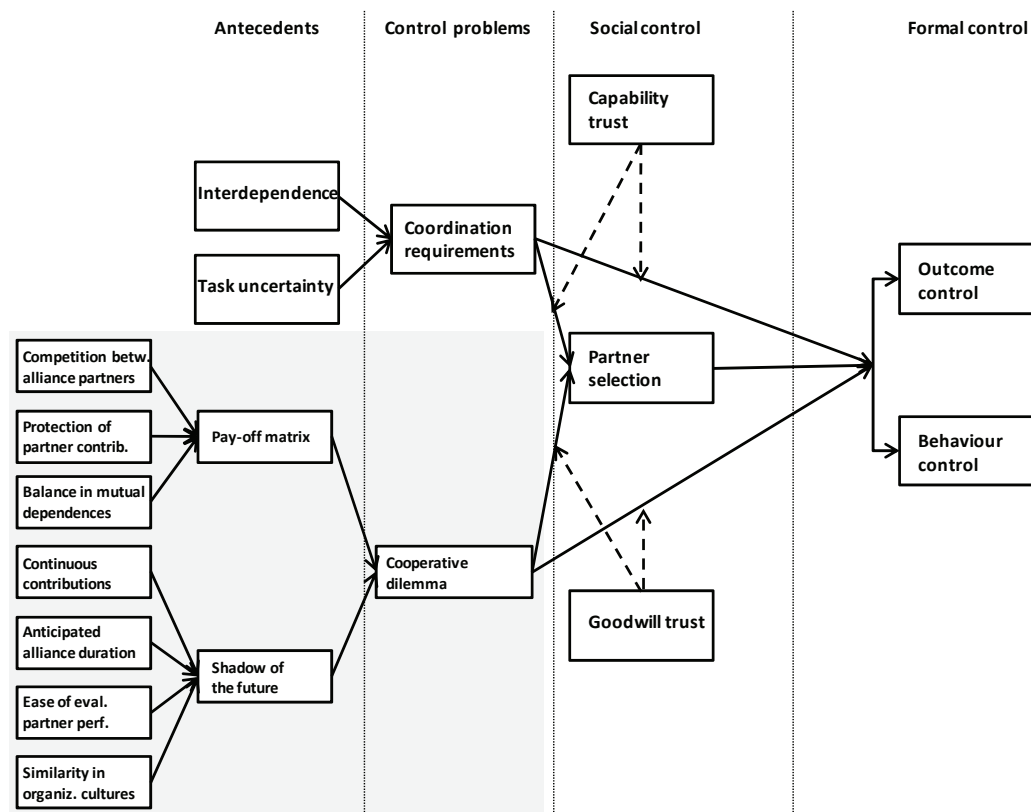 Antecedents
Control problems
Social control
Formal control
Capability
trust
Interdependence
Coordination
requirements
Task uncertainty
Outcome
control
Partner
selection
Competition betw.
alliance partners
Protection of
partner contrib.
Pay-off matrix
Behaviour
control
Balance in mutual
dependences
Continuous
contributions
Cooperative
dilemma
Goodwill trust
Anticipated
alliance duration
Shadow of
the future
Ease of eval.
partner perf.
Similarity in
organiz. cultures